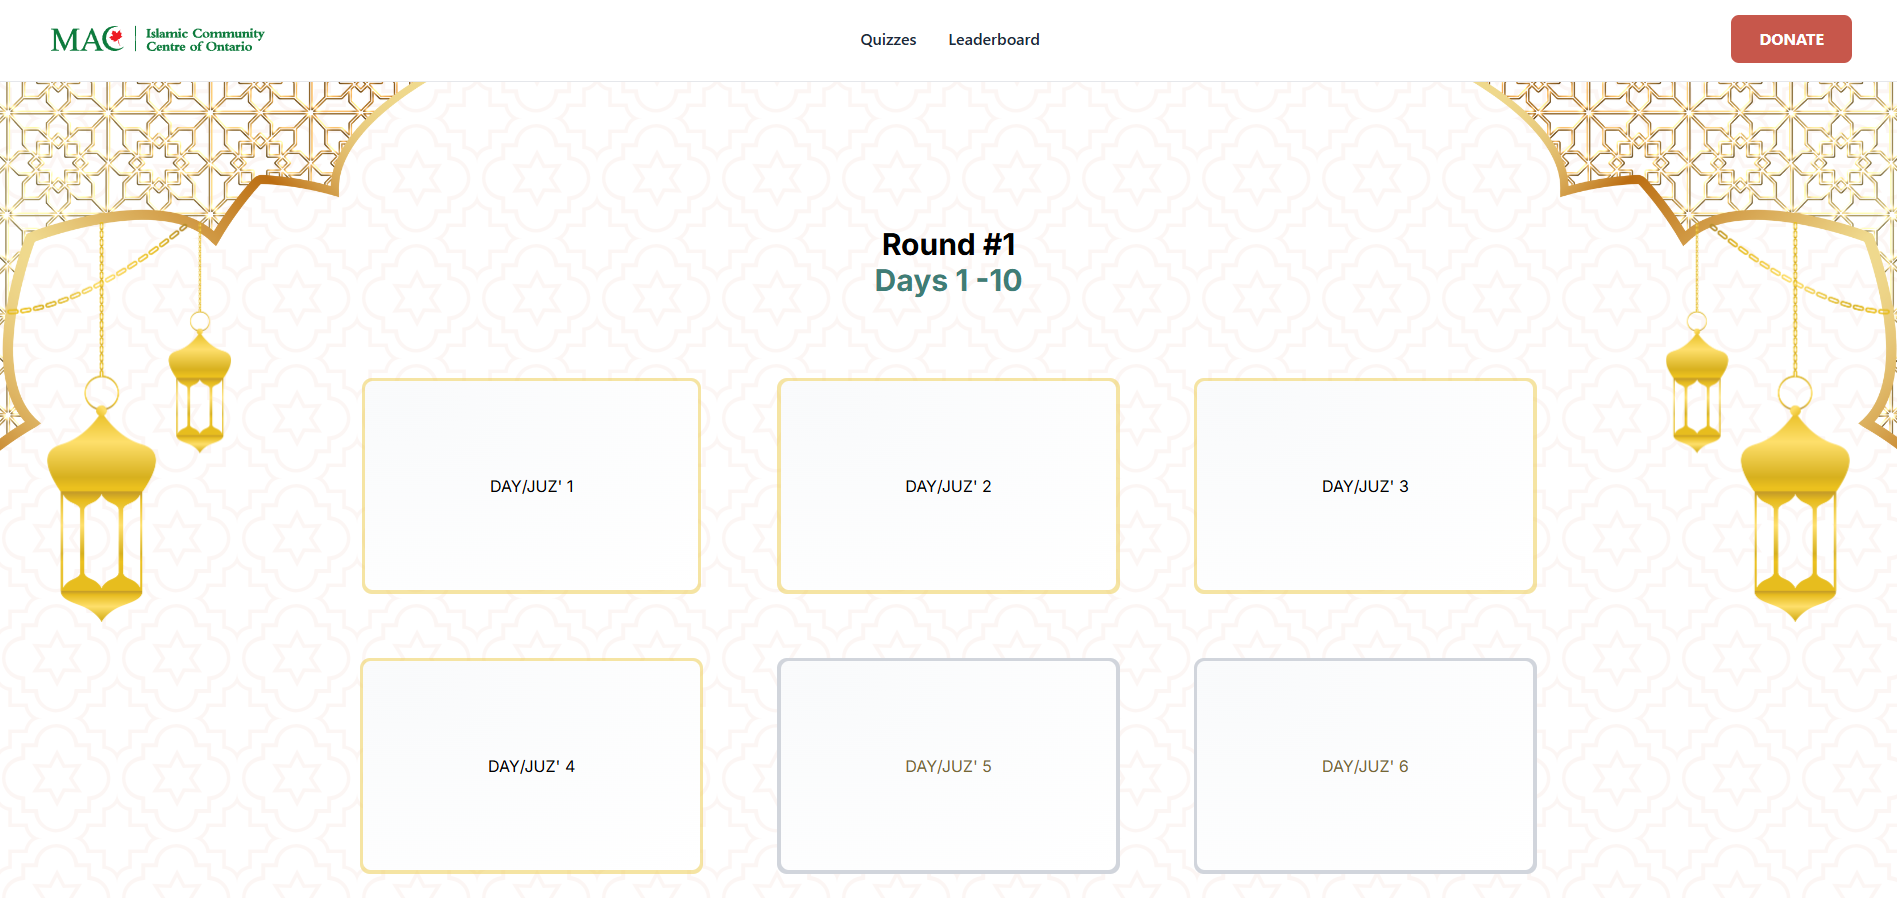 MAC
Islamic Community
Centre of Ontario
Quizzes
Leaderboard
DONATE
Round #1
Days 1 -10
DAY/JUZ' 1
DAY/JUZ' 2
DAY/JUZ' 3
DAY/JUZ' 4
DAY/JUZ' 5
DAY/JUZ' 6